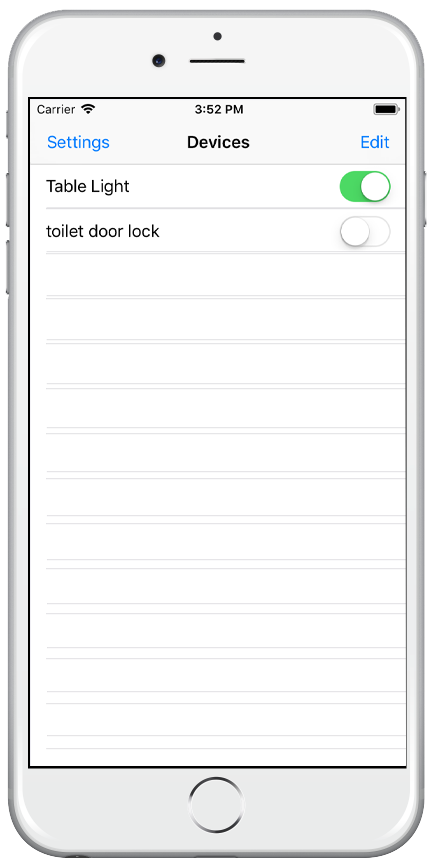 Carrier 3:52 PM
Settings Devices Edit
Table Light
toilet door lock